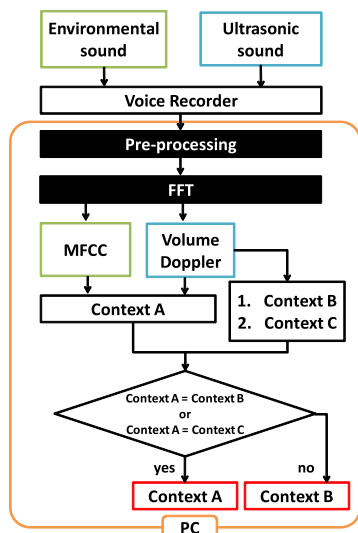 Environmental
sound
Ultrasonic
sound
Voice Recorder
Pre-processing
FFT
MFCC
Volume
Doppler
Context A
1. Context B
2. Context C
Context A = Context B
or
Context A = Context C
yes
no
Context A
Context B
PC